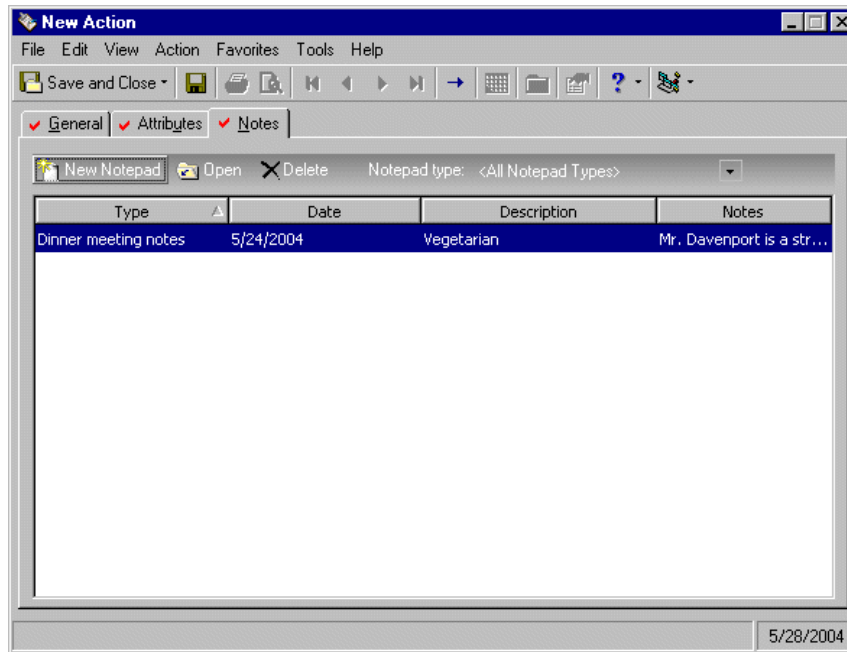 New Action
File Edit View Action Favorites Tools Help
Save and Close ?
General Attributes Notes
New Notepad Open Delete Notepad type: <All Notepad Types>
Type Date Description Notes
Dinner meeting notes 5/24/2004 Vegetarian Mr. Davenport is a str...
5/28/2004